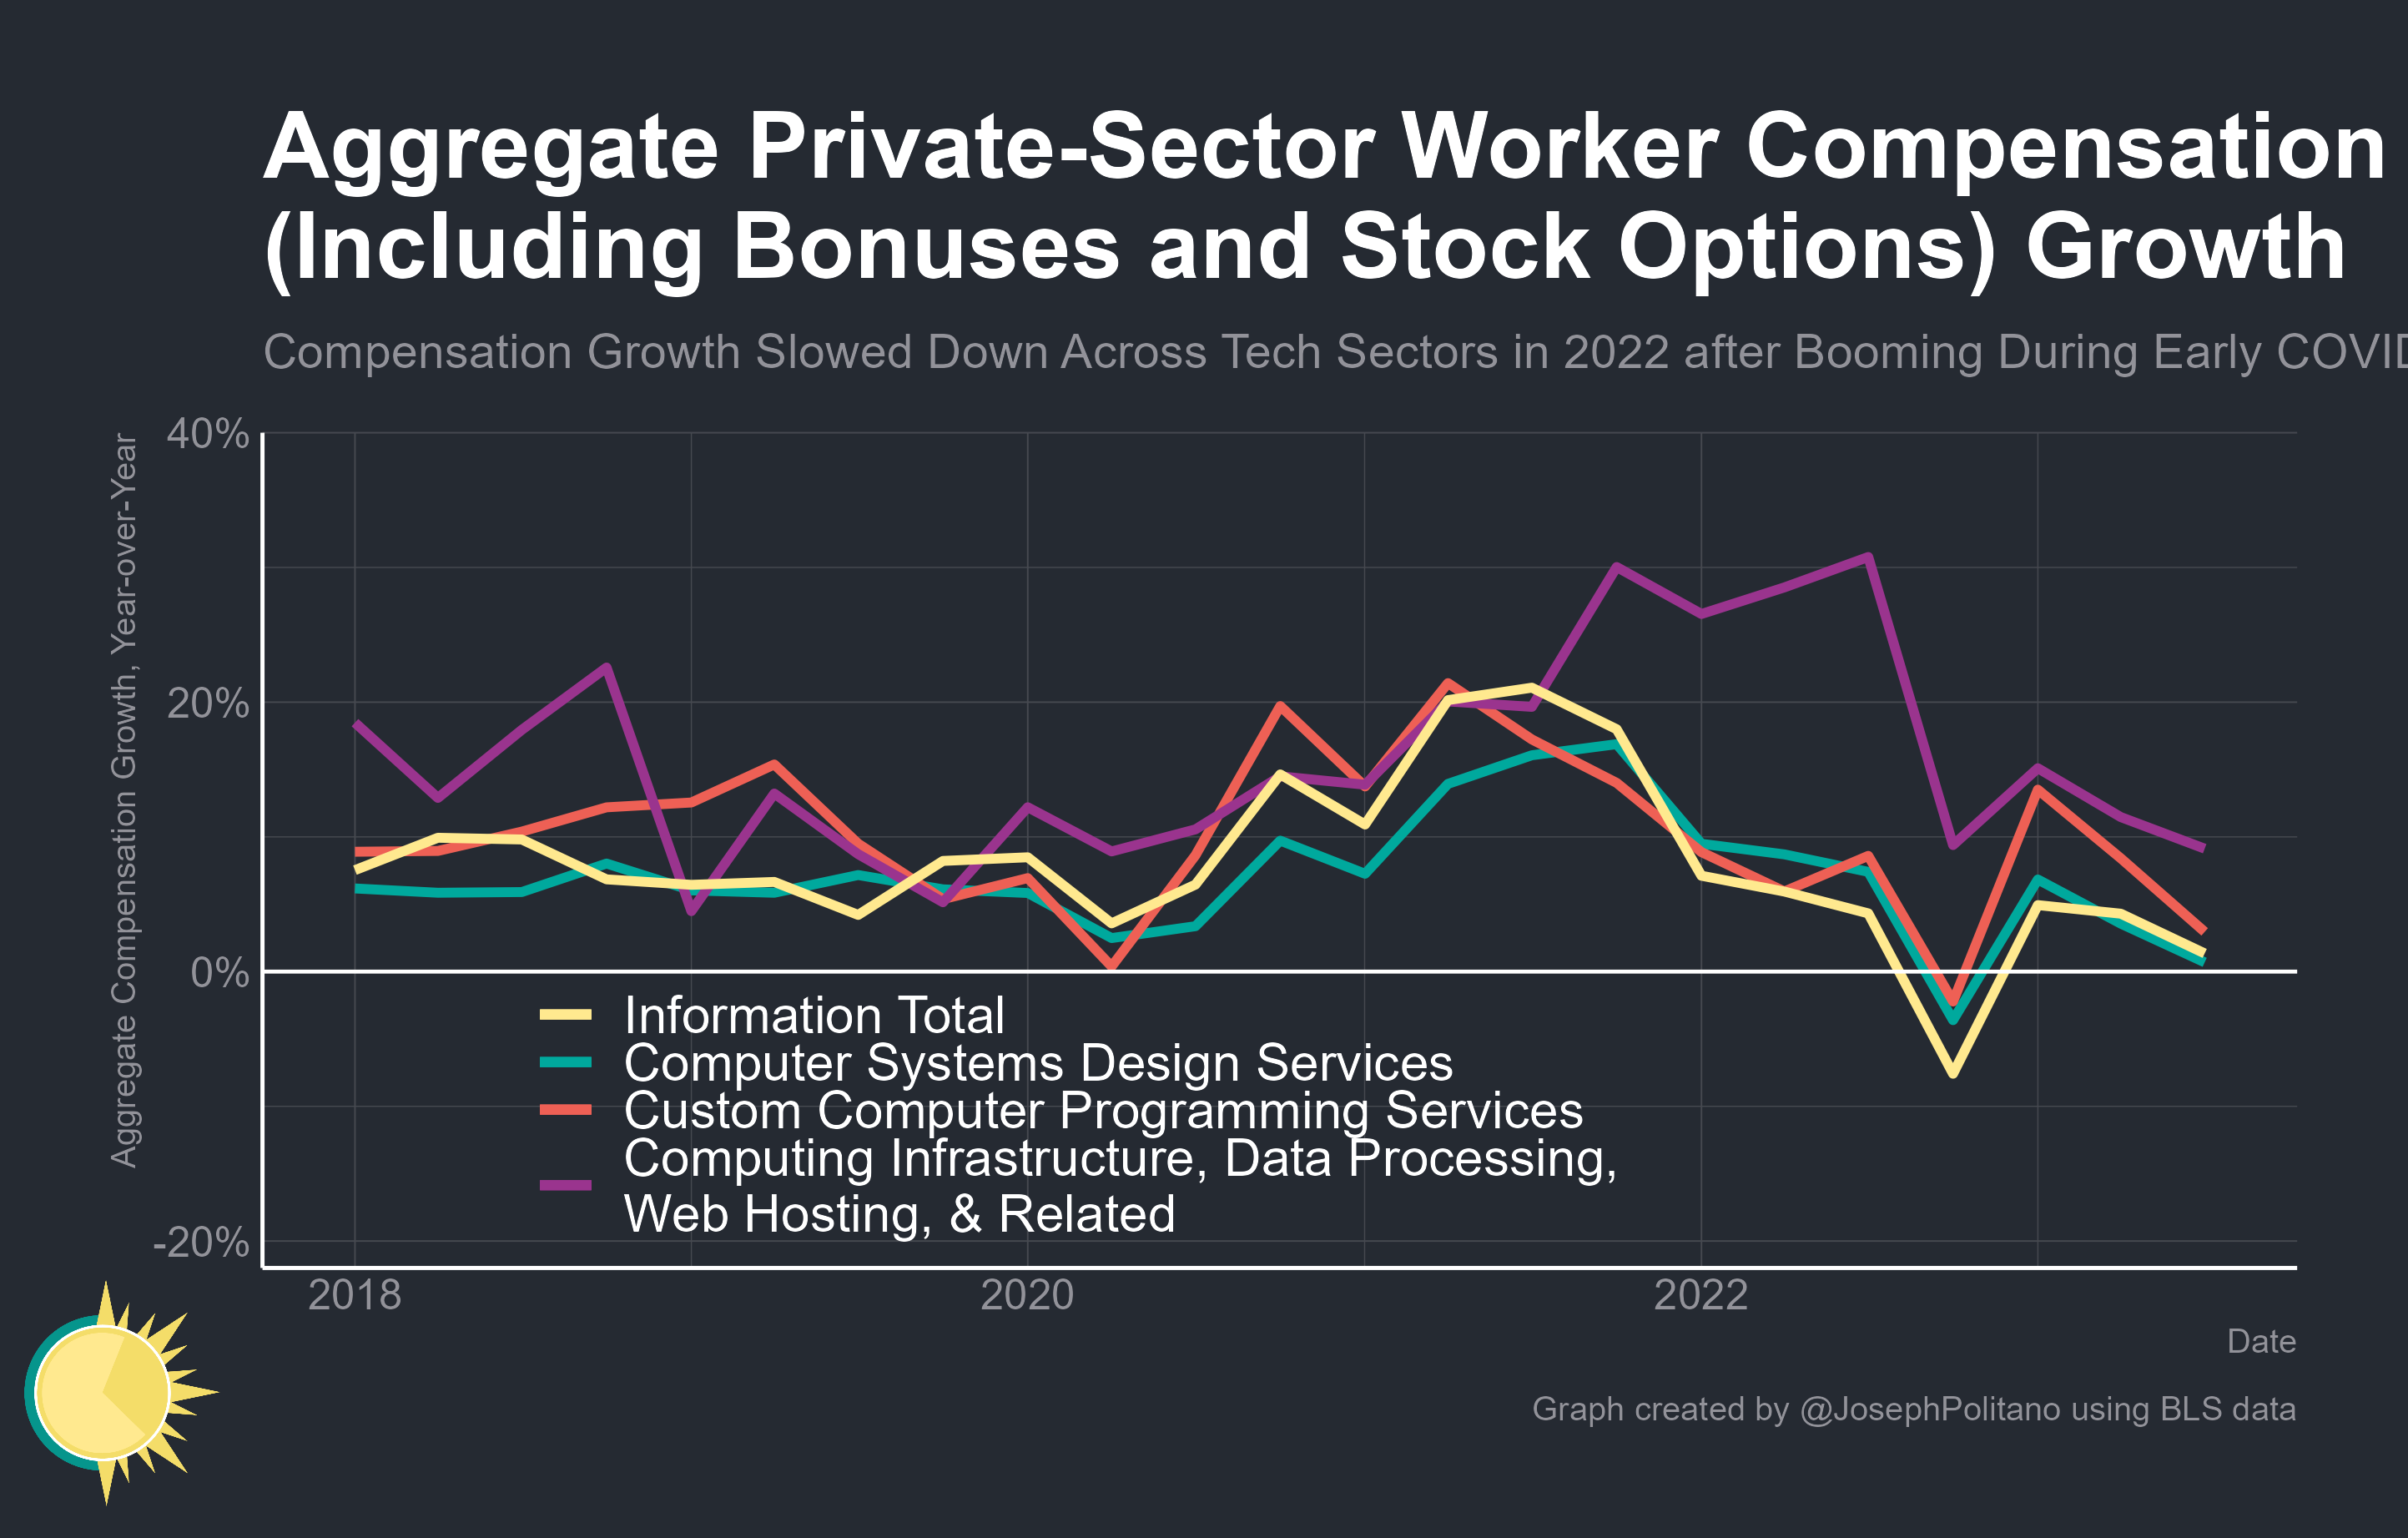 Aggregate Private-Sector Worker Compensation
(Including Bonuses and Stock Options) Growth
Compensation Growth Slowed Down Across Tech Sectors in 2022 after Booming During Early COVID
Aggregate Compensation Growth, Year-over-Year
40%
20%
0%
-20%
Information Total
Computer Systems Design Services
Custom Computer Programming Services
Computing Infrastructure, Data Processing,
Web Hosting, & Related
2018
2020
2022
Date
Graph created by @JosephPolitano using BLS data